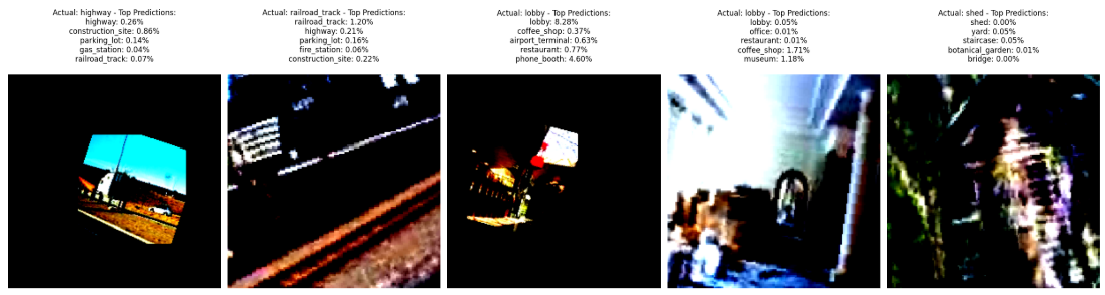 Actual: highway - Top Predictions:
highway: 0.26%
construction_site: 0.86%
parking_lot: 0.14%
gas_station: 0.04%
railroad_track: 0.07%
Actual: railroad_track - Top Predictions:
railroad_track: 1.20%
highway: 0.21%
parking_lot: 0.16%
fire_station: 0.06%
construction_site: 0.22%
Actual: lobby - Top Predictions:
lobby: 8.28%
coffee_shop: 0.37%
airport_terminal: 0.63%
restaurant: 0.77%
phone_booth: 4.60%
Actual: lobby - Top Predictions:
lobby: 0.05%
office: 0.01%
restaurant: 0.01%
coffee_shop: 1.71%
museum: 1.18%
Actual: shed - Top Predictions:
shed: 0.00%
yard: 0.05%
staircase: 0.05%
botanical_garden: 0.01%
bridge: 0.00%